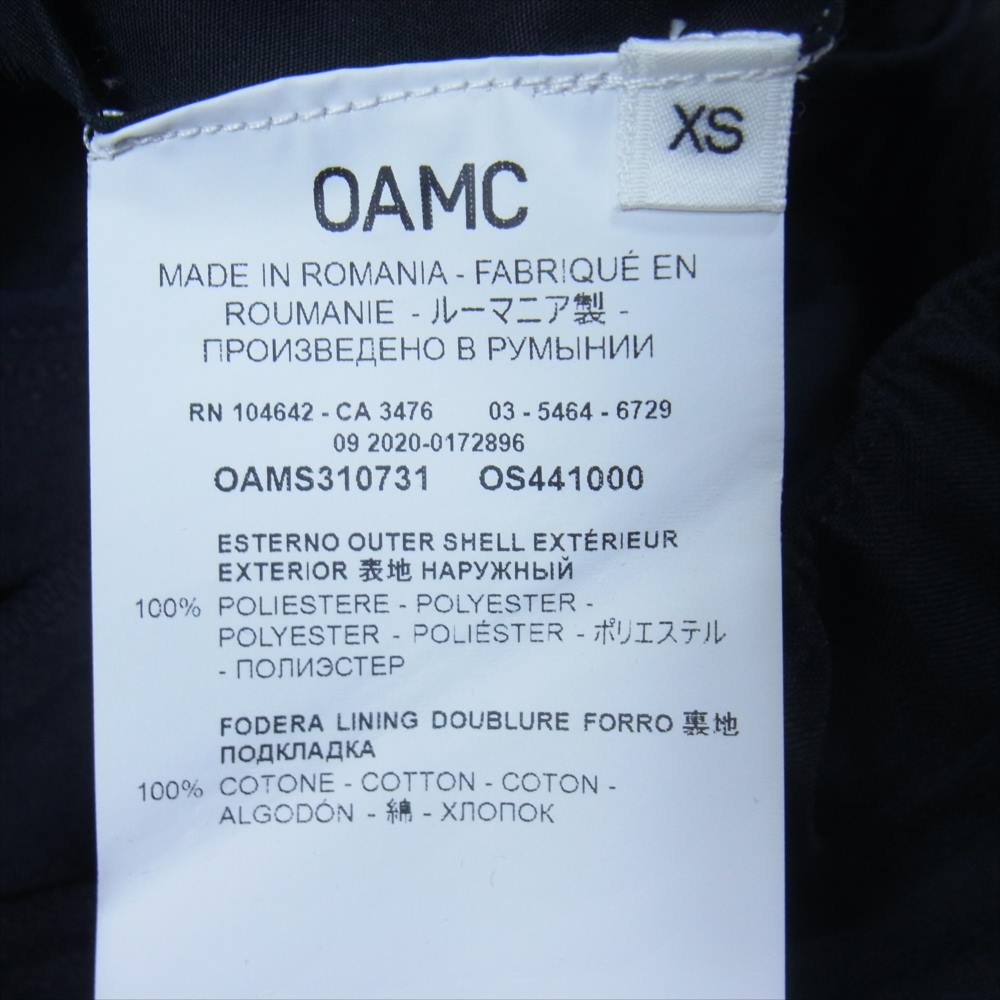 XS
OAMC
MADE IN ROMANIA - FABRIQUÉ EN
ROUMANIE - ルーマニア製 -
ПРОИЗВЕДЕНО В РУМЫНИИ
RN 104642 - CA 3476 03 - 5464 - 6729
09 2020-0172896
OAMS310731 OS441000
ESTERNO OUTER SHELL EXTÉRIEUR
EXTERIOR 表地 НАРУЖНЫЙ
100% POLIESTERE - POLYESTER -
POLYESTER - POLIÉSTER - ポリエステル
- ПОЛИЭСТЕР
FODERA LINING DOUBLURE FORRO 裏地
ПОДКЛАДКА
100% COTONE - COTTON - COTON -
ALGODÓN - 綿 - ХЛОПОК